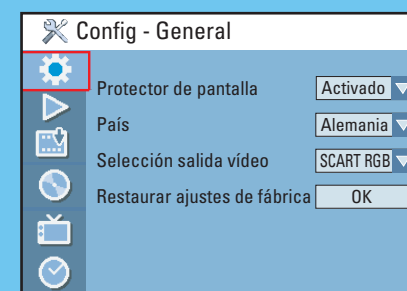 Config - General
Protector de pantalla Activado
País Alemania
Selección salida vídeo SCART RGB
Restaurar ajustes de fábrica OK